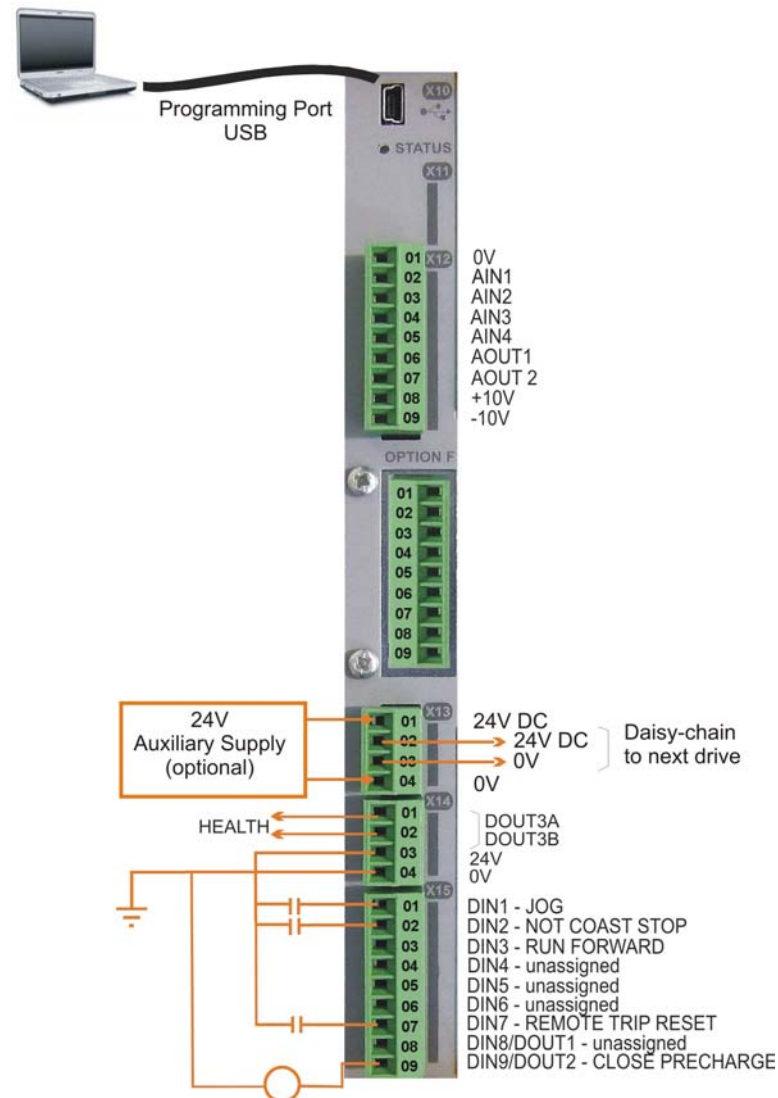 Programming Port
USB
X10
STATUS
X11
X12
01 0V
02 AIN1
03 AIN2
04 AIN3
05 AIN4
06 AOUT1
07 AOUT 2
08 +10V
09 -10V
OPTION F
01
02
03
04
05
06
07
08
09
X13
24V
Auxiliary Supply
(optional)
01 24V DC
02 24V DC
03 0V
04 0V
Daisy-chain
to next drive
X14
HEALTH
01 DOUT3A
02 DOUT3B
03 24V
04 0V
X15
01 DIN1 - JOG
02 DIN2 - NOT COAST STOP
03 DIN3 - RUN FORWARD
04 DIN4 - unassigned
05 DIN5 - unassigned
06 DIN6 - unassigned
07 DIN7 - REMOTE TRIP RESET
08 DIN8/DOUT1 - unassigned
09 DIN9/DOUT2 - CLOSE PRECHARGE